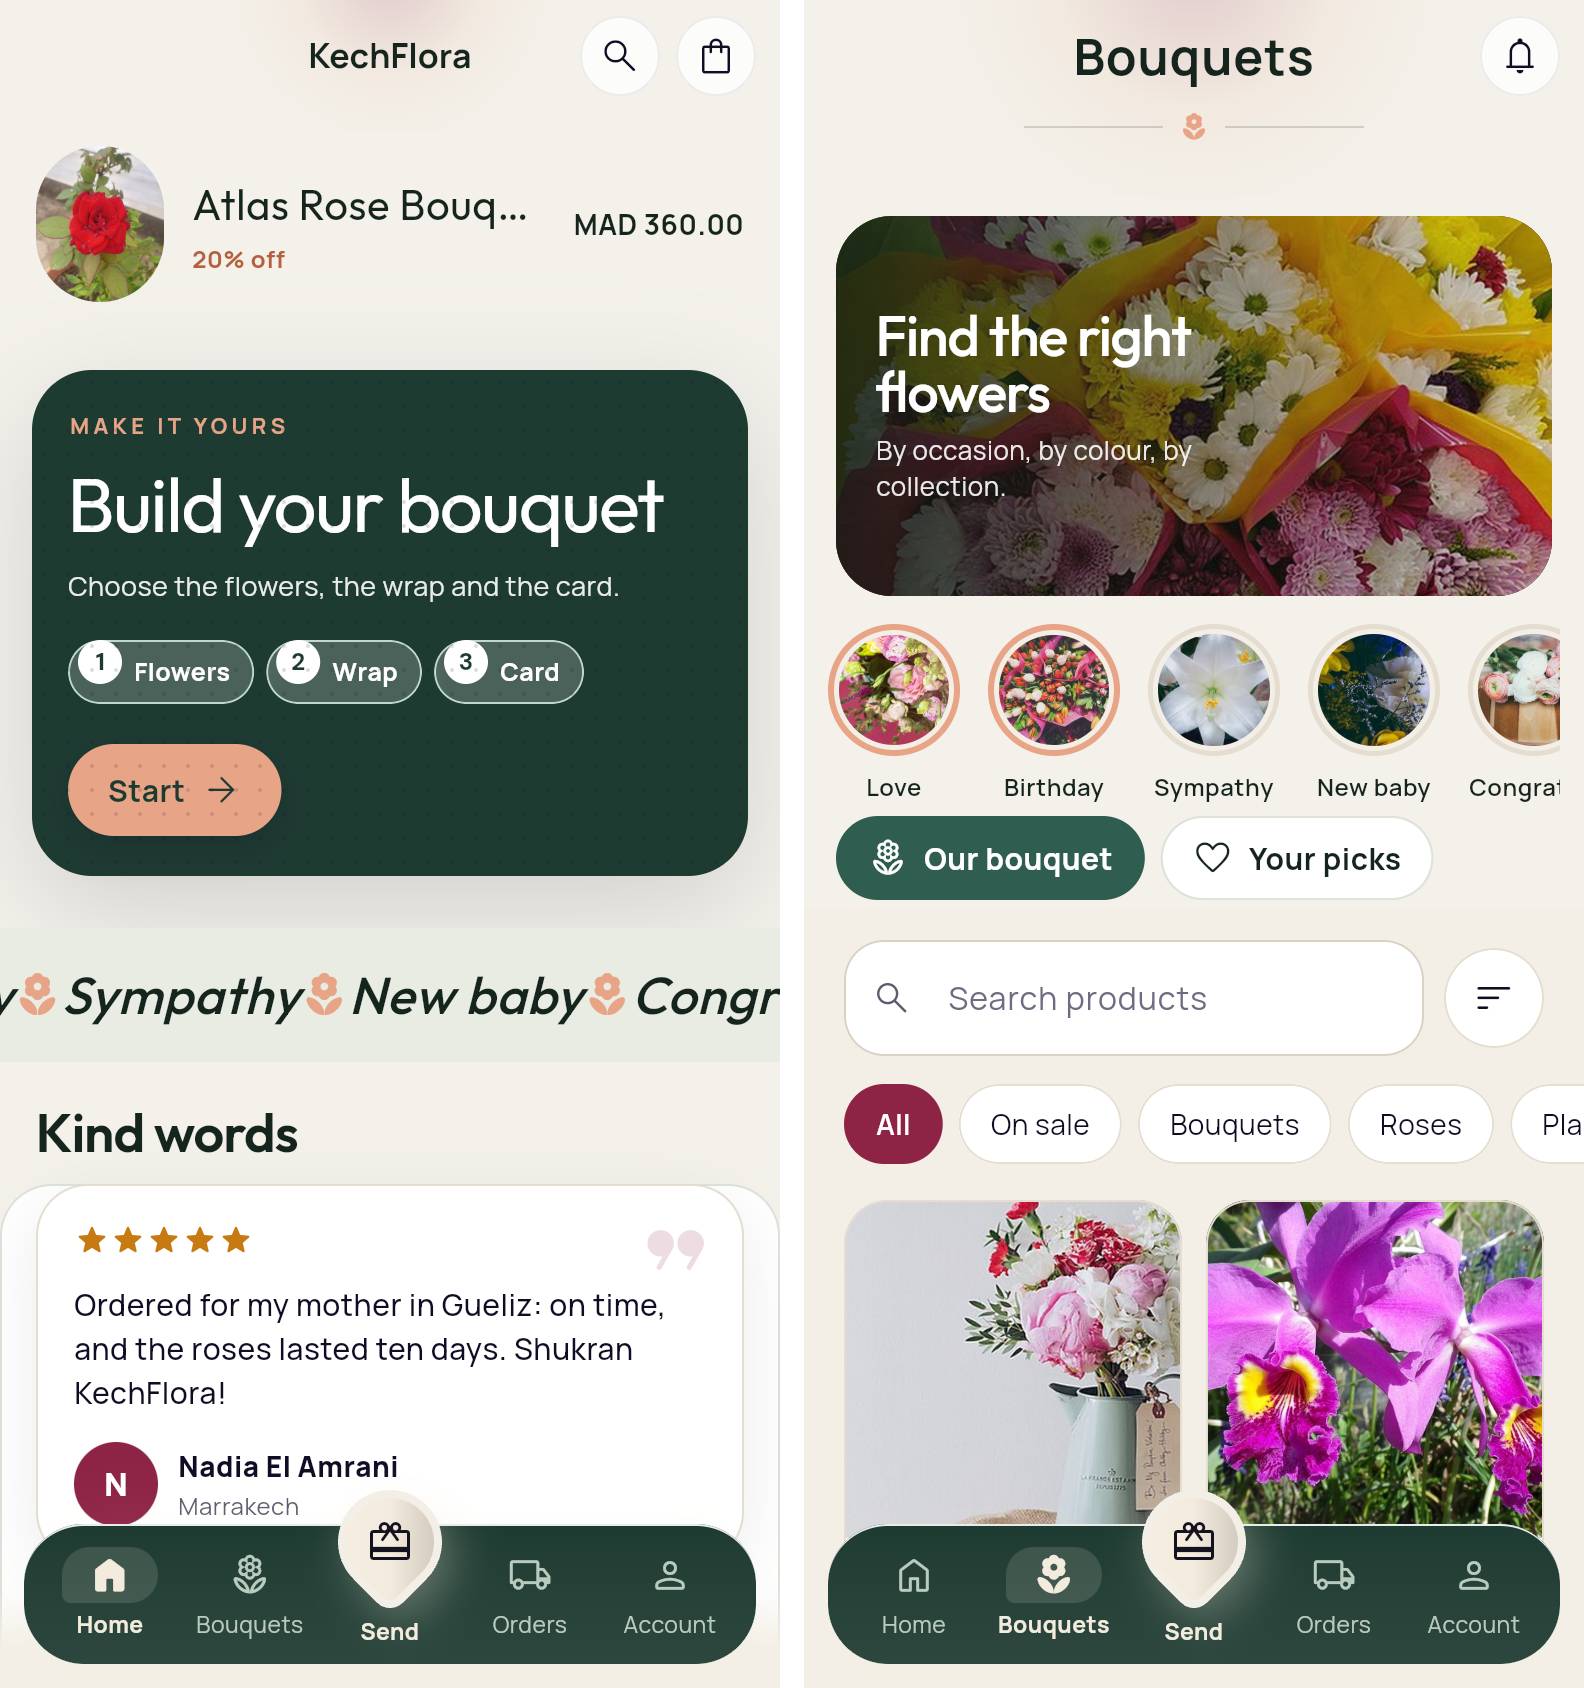 KechFlora
Atlas Rose Bouq...
20% off
MAD 360.00
MAKE IT YOURS
Build your bouquet
Choose the flowers, the wrap and the card.
1 Flowers
2 Wrap
3 Card
Start
y Sympathy New baby Congr
Kind words
Ordered for my mother in Gueliz: on time,
and the roses lasted ten days. Shukran
KechFlora!
N
Nadia El Amrani
Marrakech
Home
Bouquets
Send
Orders
Account
Bouquets
Find the right
flowers
By occasion, by colour, by
collection.
Love
Birthday
Sympathy
New baby
Congrat
Our bouquet
Your picks
Search products
All
On sale
Bouquets
Roses
Pla
Home
Bouquets
Send
Orders
Account